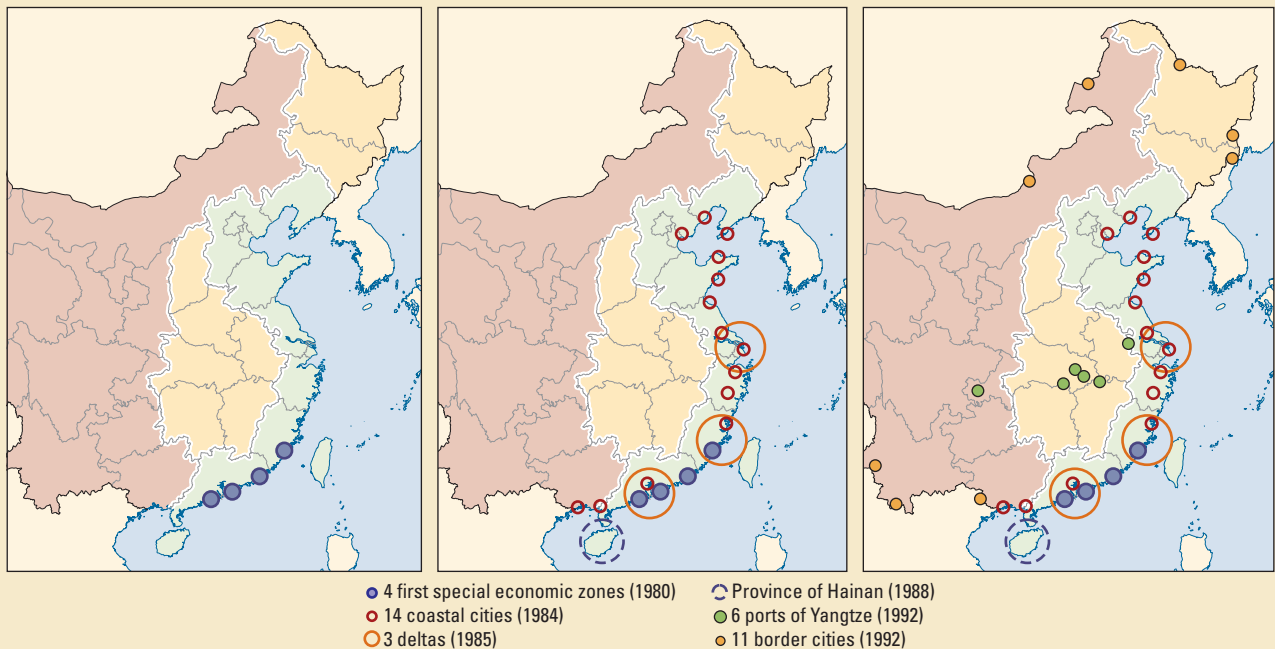 4 first special economic zones (1980)
14 coastal cities (1984)
3 deltas (1985)
Province of Hainan (1988)
6 ports of Yangtze (1992)
11 border cities (1992)